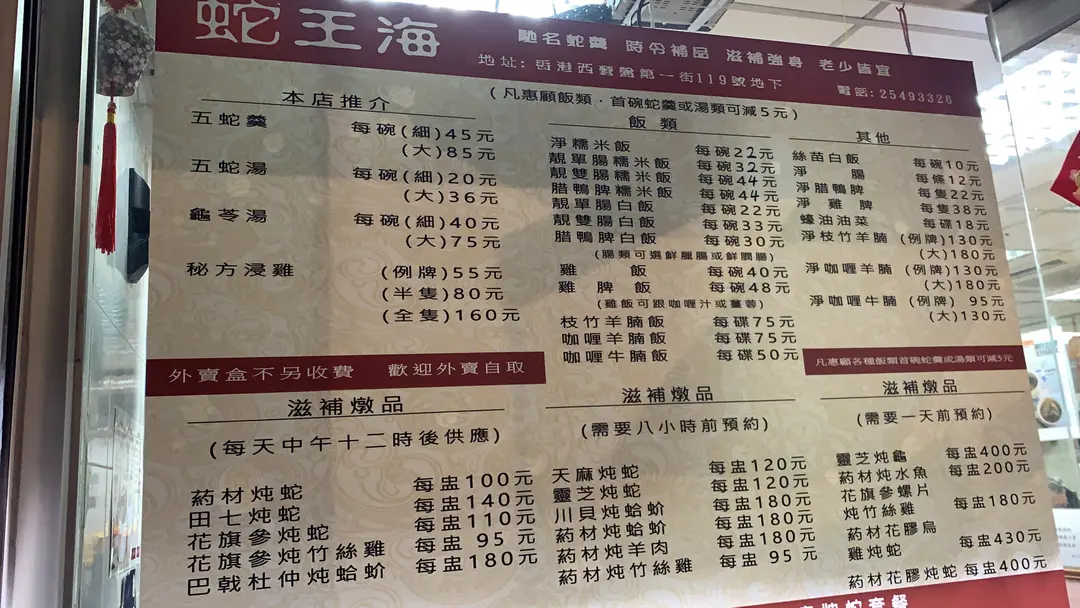 蛇王海
馳名蛇羹 時令補品 滋補強身 老少皆宜
地址: 香港西營盤第一街119號地下
電話: 25493326
(凡惠顧飯類．首碗蛇羹或湯類可減5元)
本店推介
五蛇羹 每碗(細)45元
(大)85元
五蛇湯 每碗(細)20元
(大)36元
龜苓湯 每碗(細)40元
(大)75元
秘方浸雞 (例牌)55元
(半隻)80元
(全隻)160元
飯類
淨糯米飯 每碗22元
靚單腸糯米飯 每碗32元
靚雙腸糯米飯 每碗44元
腊鴨脾糯米飯 每碗44元
靚單腸白飯 每碗22元
靚雙腸白飯 每碗33元
腊鴨脾白飯 每碗30元
(腸類可選鮮臘腸或鮮膶腸)
雞飯 每碗40元
雞脾飯 每碗48元
(雞飯可跟咖喱汁或薑蓉)
枝竹羊腩飯 每碟75元
咖喱羊腩飯 每碟75元
咖喱牛腩飯 每碟50元
其他
絲苗白飯 每碗10元
淨腸 每條12元
淨腊鴨脾 每隻22元
淨雞脾 每隻38元
蠔油油菜 每碟18元
淨枝竹羊腩 (例牌)130元
(大)180元
淨咖喱羊腩 (例牌)130元
(大)180元
淨咖喱牛腩 (例牌) 95元
(大)130元
外賣盒不另收費 歡迎外賣自取
凡惠顧各種飯類首碗蛇羹或湯類可減5元
滋補燉品
(每天中午十二時後供應)
葯材炖蛇 每盅100元
田七炖蛇 每盅140元
花旗參炖蛇 每盅110元
花旗參炖竹絲雞 每盅 95元
巴戟杜仲炖蛤蚧 每盅180元
滋補燉品
(需要八小時前預約)
天麻炖蛇 每盅120元
靈芝炖蛇 每盅120元
川貝炖蛤蚧 每盅180元
葯材炖蛤蚧 每盅180元
葯材炖羊肉 每盅180元
葯材炖竹絲雞 每盅 95元
滋補燉品
(需要一天前預約)
靈芝炖龜 每盅400元
葯材炖水魚 每盅200元
花旗參螺片
炖竹絲雞 每盅180元
葯材花膠烏
雞炖蛇 每盅430元
葯材花膠炖蛇 每盅400元
蛇套餐